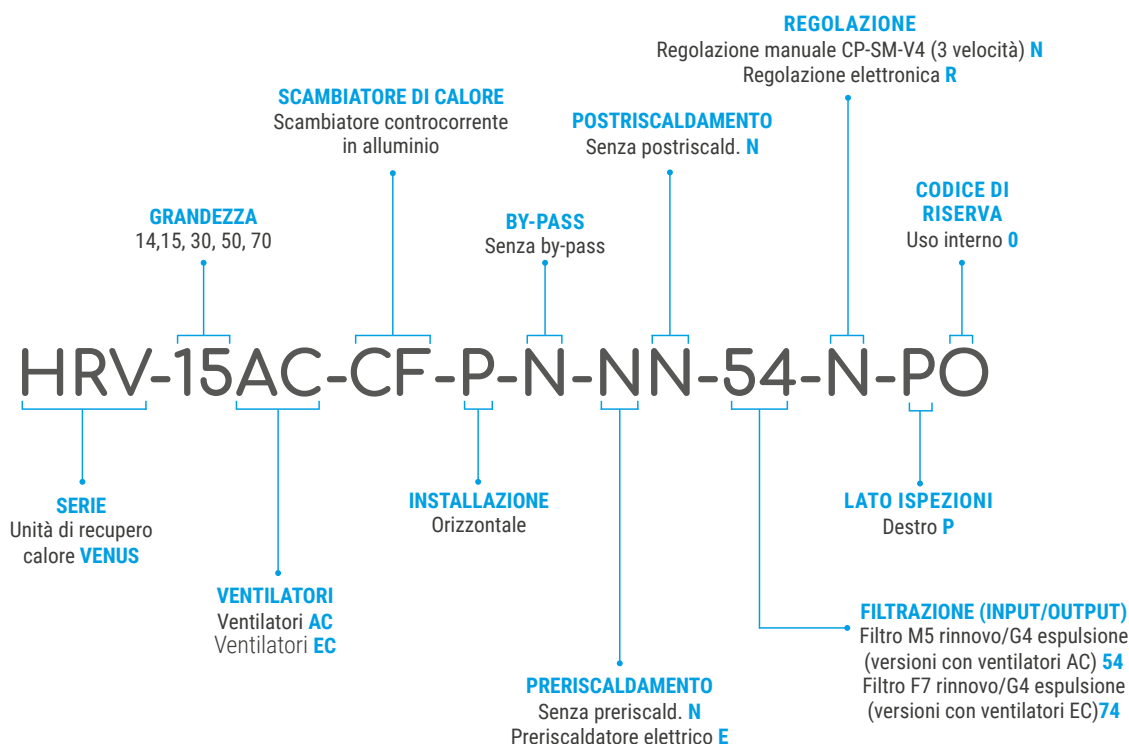 REGOLAZIONE
Regolazione manuale CP-SM-V4 (3 velocità) N
Regolazione elettronica R
SCAMBIATORE DI CALORE
Scambiatore controcorrente
in alluminio
POSTRISCALDAMENTO
Senza postriscald. N
CODICE DI
RISERVA
Uso interno 0
GRANDEZZA
14,15, 30, 50, 70
BY-PASS
Senza by-pass
HRV-15AC-CF-P-N-NN-54-N-PO
SERIE
Unità di recupero
calore VENUS
INSTALLAZIONE
Orizzontale
LATO ISPEZIONI
Destro P
VENTILATORI
Ventilatori AC
Ventilatori EC
FILTRAZIONE (INPUT/OUTPUT)
Filtro M5 rinnovo/G4 espulsione
(versioni con ventilatori AC) 54
Filtro F7 rinnovo/G4 espulsione
(versioni con ventilatori EC)74
PRERISCALDAMENTO
Senza preriscald. N
Preriscaldatore elettrico E